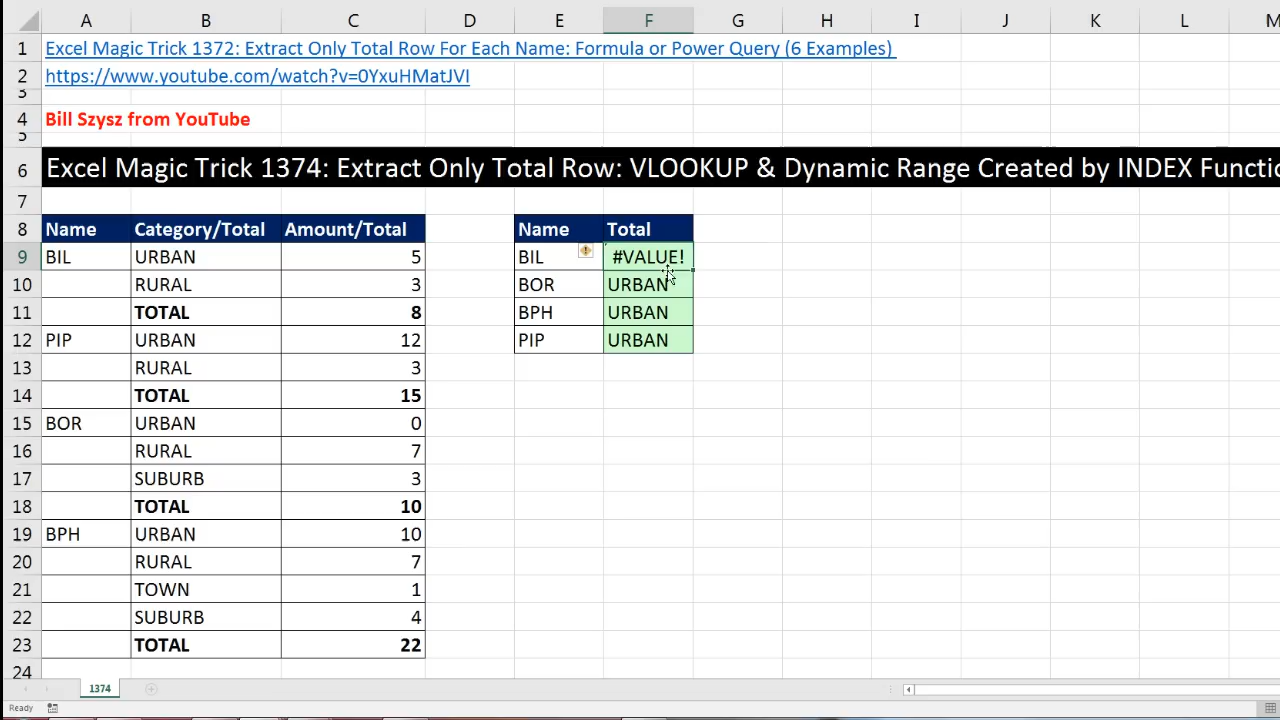 A B C D E F G H I J K L M
1 Excel Magic Trick 1372: Extract Only Total Row For Each Name: Formula or Power Query (6 Examples)
2 https://www.youtube.com/watch?v=0YxuHMatJVI
3
4 Bill Szysz from YouTube
5
6 Excel Magic Trick 1374: Extract Only Total Row: VLOOKUP & Dynamic Range Created by INDEX Functio
7
8 Name Category/Total Amount/Total Name Total
9 BIL URBAN 5 BIL #VALUE!
10 RURAL 3 BOR URBAN
11 TOTAL 8 BPH URBAN
12 PIP URBAN 12 PIP URBAN
13 RURAL 3
14 TOTAL 15
15 BOR URBAN 0
16 RURAL 7
17 SUBURB 3
18 TOTAL 10
19 BPH URBAN 10
20 RURAL 7
21 TOWN 1
22 SUBURB 4
23 TOTAL 22
24
1374
Ready